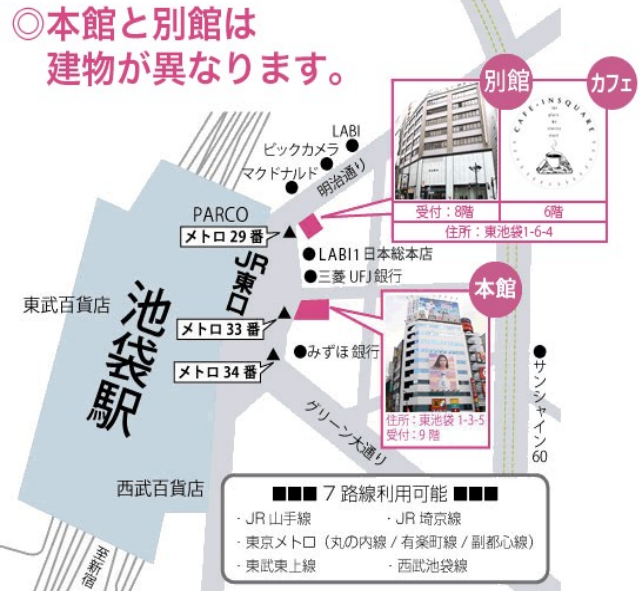 ◎本館と別館は
建物が異なります。
別館
カフェ
CAFE・INSQUARE
受付：8階
6階
住所：東池袋1-6-4
LABI
ビックカメラ
マクドナルド
明治通り
PARCO
メトロ 29 番
JR東口
LABI1 日本総本店
三菱 UFJ 銀行
本館
東武百貨店
池袋駅
メトロ 33 番
メトロ 34 番
みずほ銀行
住所：東池袋 1-3-5
受付：9 階
サンシャイン60
グリーン大通り
西武百貨店
至新宿
■■■ 7 路線利用可能 ■■■
・JR 山手線
・JR 埼京線
・東京メトロ（丸の内線 / 有楽町線 / 副都心線）
・東武東上線
・西武池袋線